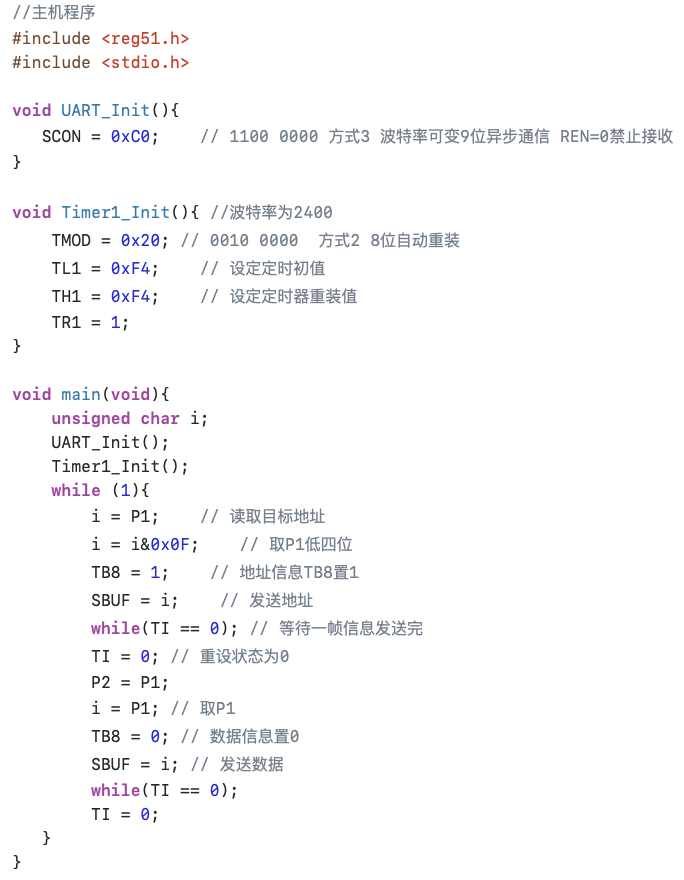 //主机程序
#include <reg51.h>
#include <stdio.h>
void UART_Init(){
SCON = 0xC0; // 1100 0000 方式3 波特率可变9位异步通信 REN=0禁止接收
}
void Timer1_Init(){ //波特率为2400
TMOD = 0x20; // 0010 0000 方式2 8位自动重装
TL1 = 0xF4; // 设定定时初值
TH1 = 0xF4; // 设定定时器重装值
TR1 = 1;
}
void main(void){
unsigned char i;
UART_Init();
Timer1_Init();
while (1){
i = P1; // 读取目标地址
i = i&0x0F; // 取P1低四位
TB8 = 1; // 地址信息TB8置1
SBUF = i; // 发送地址
while(TI == 0); // 等待一帧信息发送完
TI = 0; // 重设状态为0
P2 = P1;
i = P1; // 取P1
TB8 = 0; // 数据信息置0
SBUF = i; // 发送数据
while(TI == 0);
TI = 0;
}
}